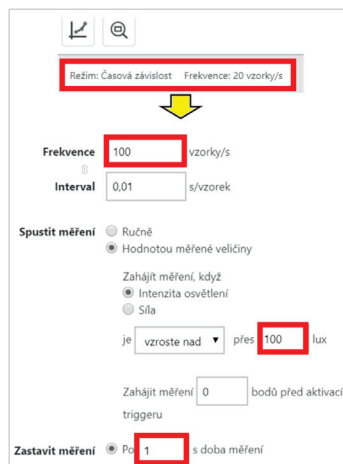 Režim: Časová závislost Frekvence: 20 vzorky/s
Frekvence 100 vzorky/s
Interval 0,01 s/vzorek
Spustit měření Ručně
Hodnotou měřené veličiny
Zahájít měření, když
Intenzita osvětlení
Síla
je vzroste nad přes 100 lux
Zahájit měření 0 bodů před aktivací
triggeru
Zastavit měření Po 1 s doba měření